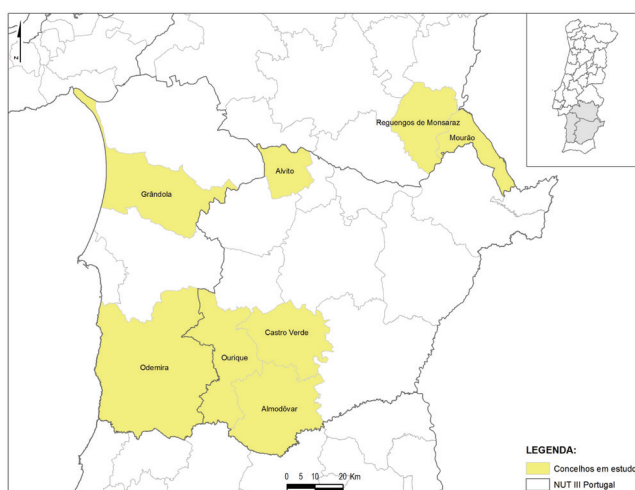 N
Reguengos de Monsaraz
Mourão
Alvito
Grândola
Castro Verde
Ourique
Odemira
Almodôvar
LEGENDA:
Concelhos em estudo
NUT III Portugal
0 5 10 20 Km